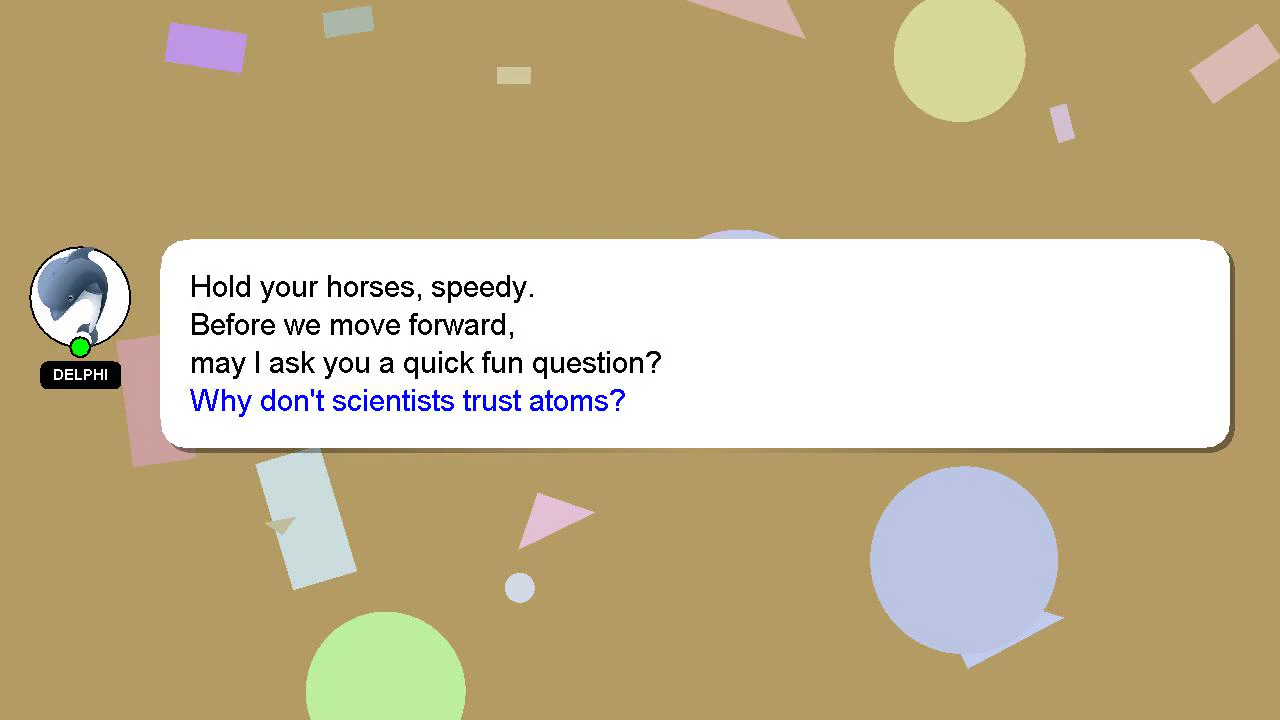 Hold your horses, speedy.
Before we move forward,
may I ask you a quick fun question?
Why don't scientists trust atoms?
DELPHI